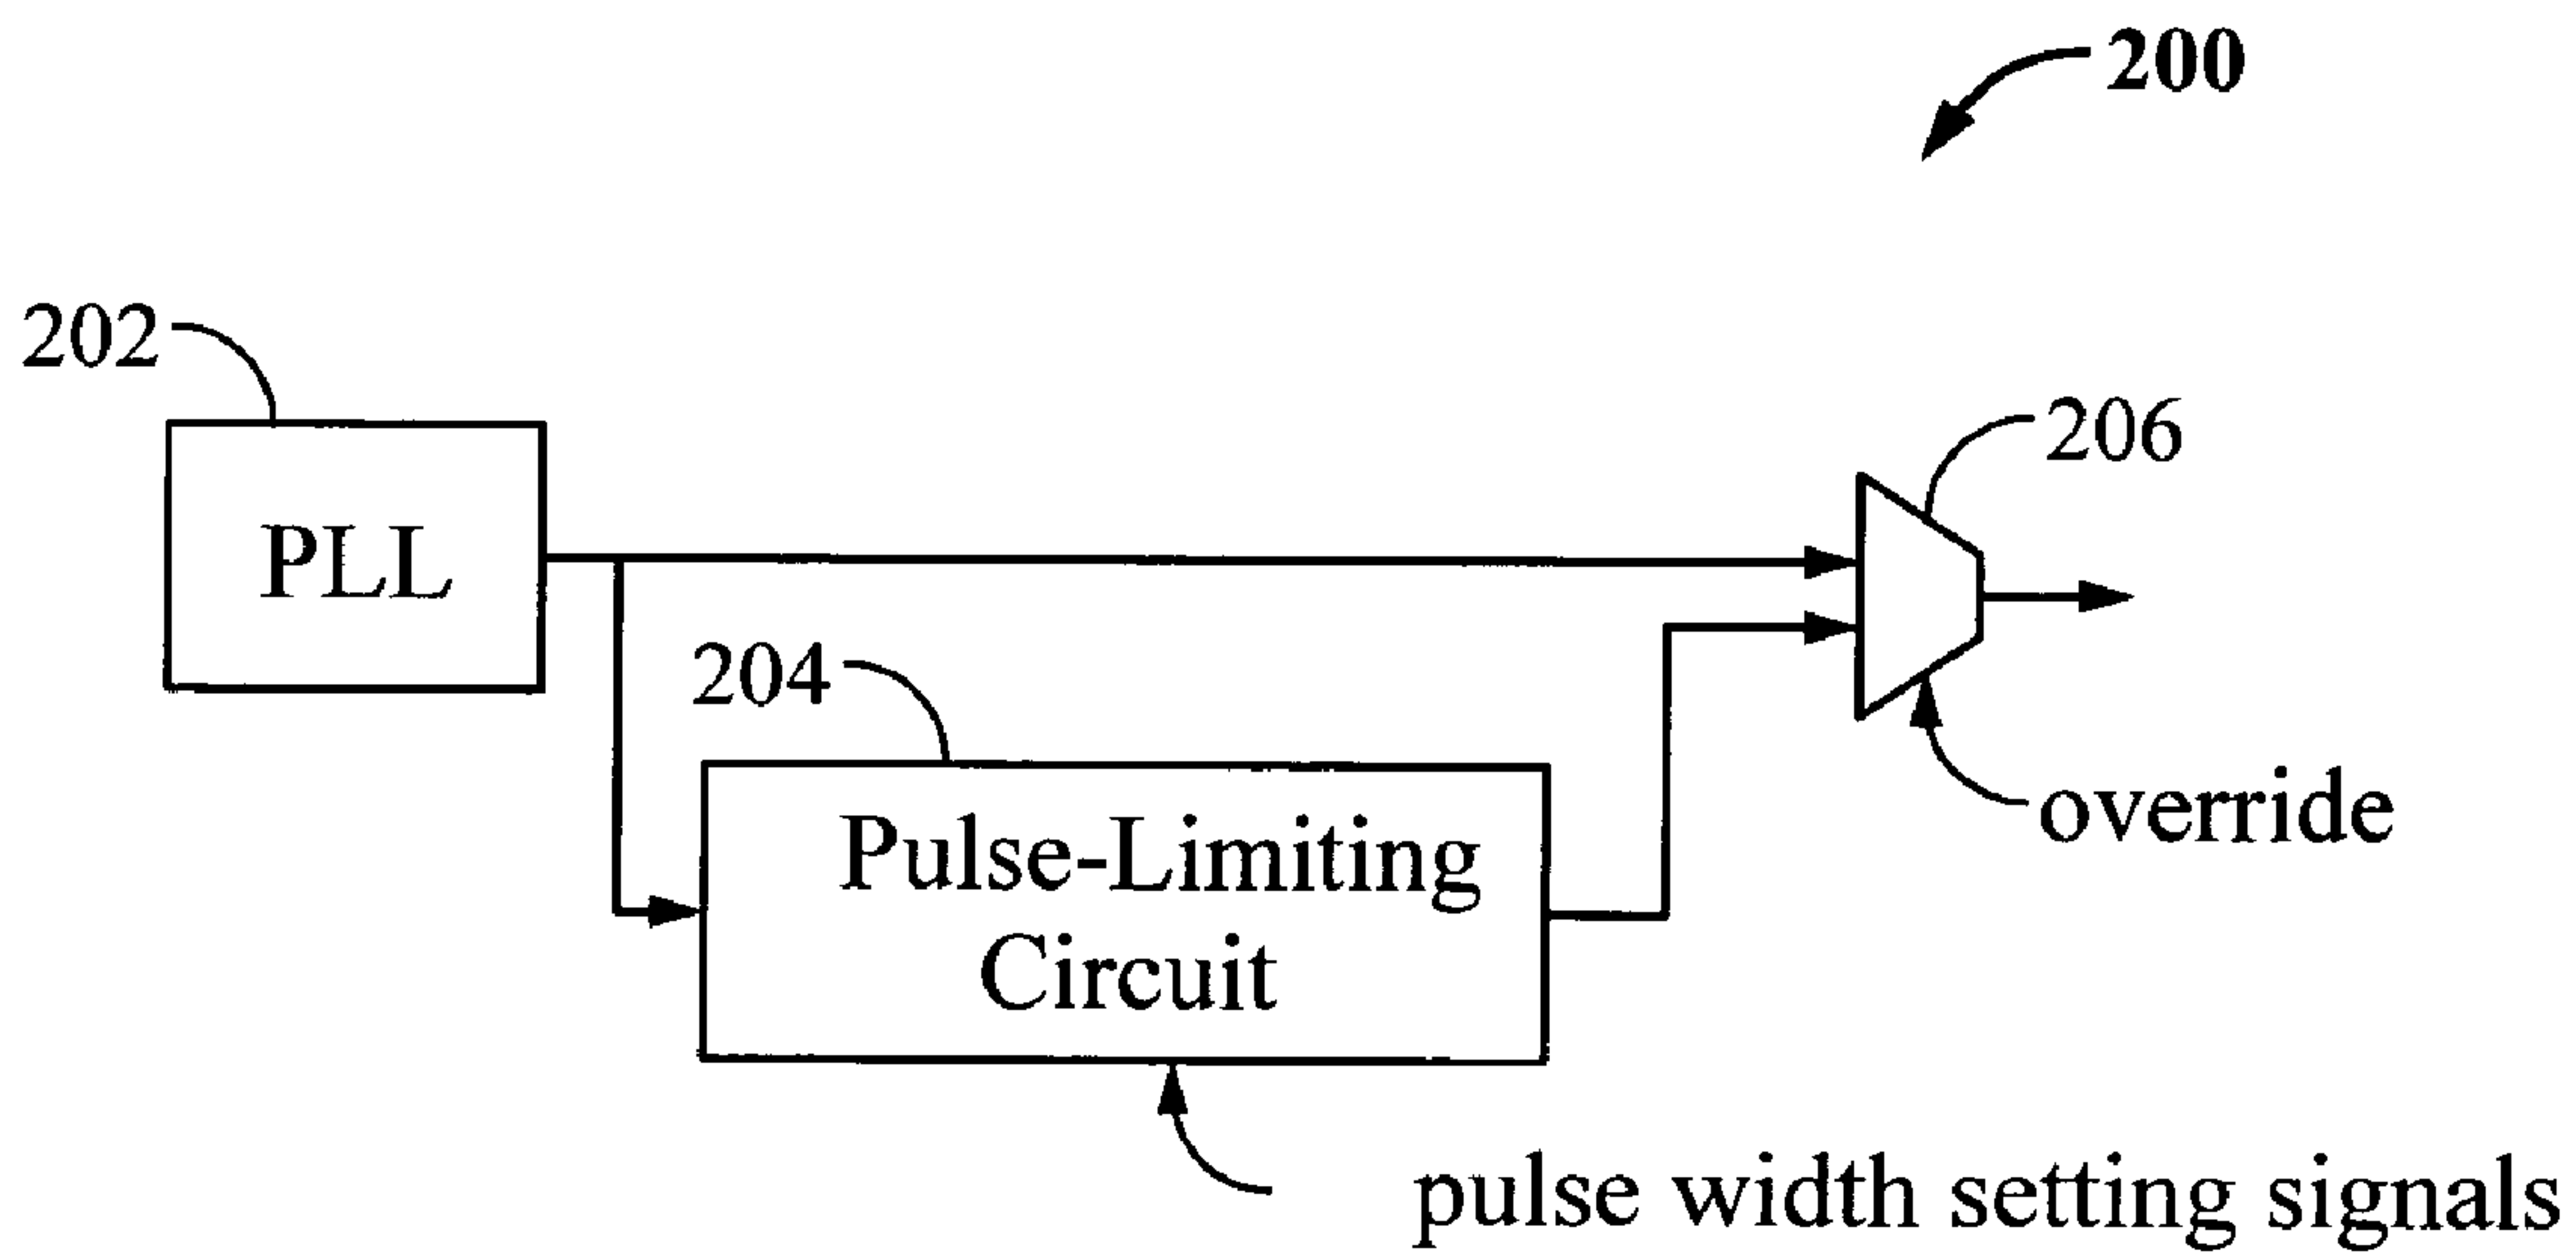 200
202
206
PLL
204
override
Pulse-Limiting
Circuit
pulse width setting signals